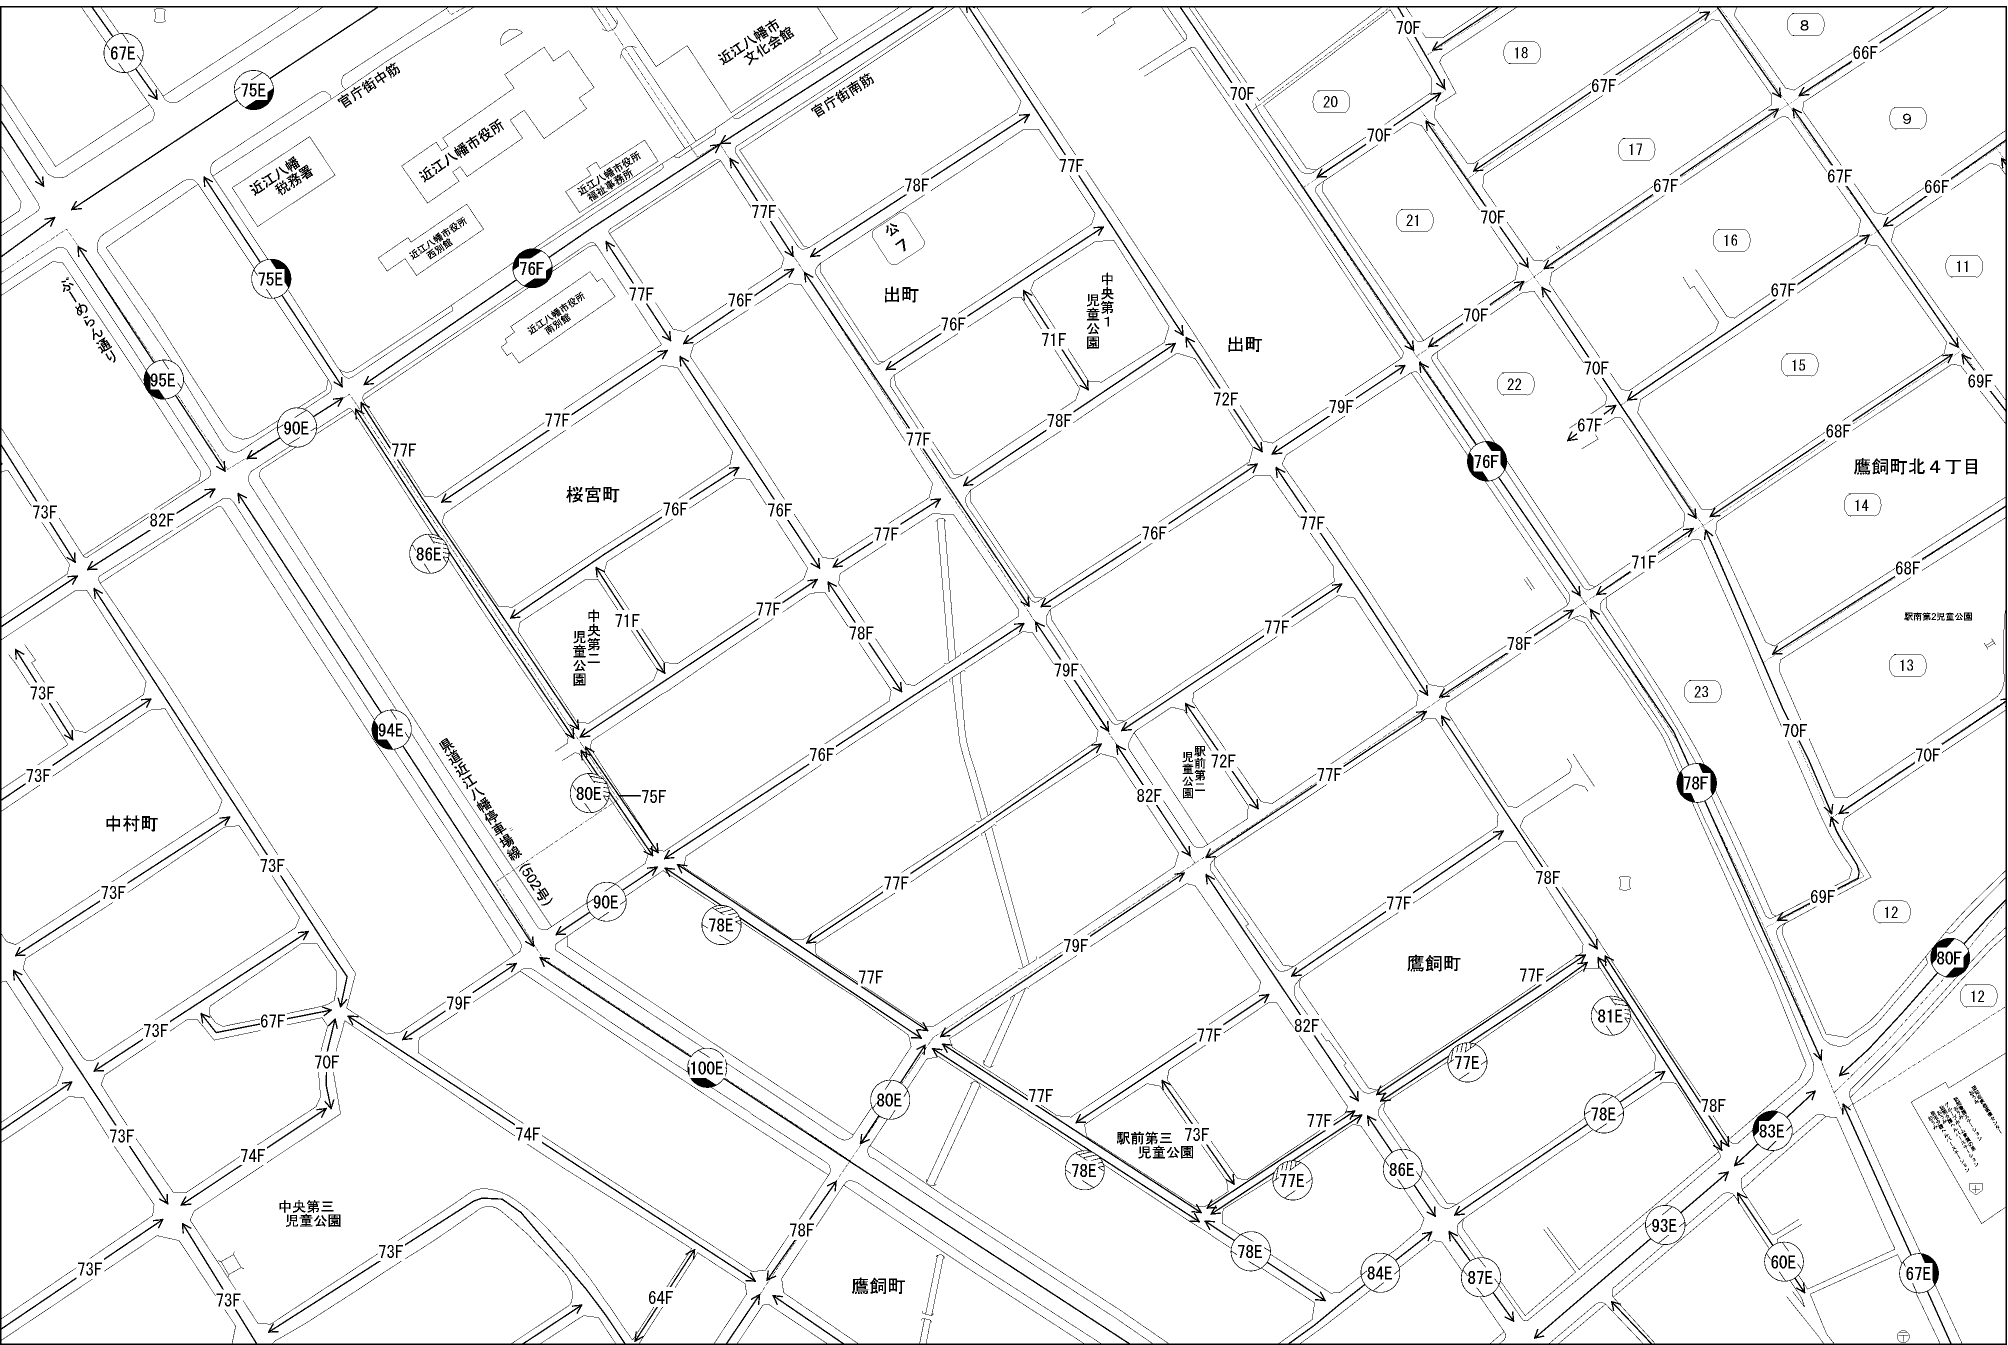 67E
75E
官庁街中筋
近江八幡市
文化会館
官庁街南筋
近江八幡
税務署
近江八幡市役所
近江八幡市役所
福祉事務所
近江八幡市役所
西別館
近江八幡市役所
南別館
ぶーめらん通り
75E
76F
95E
90E
77F
78F
77F
77F
77F
76F
公
7
出町
76F
71F
中央第1
児童公園
出町
72F
78F
79F
77F
77F
77F
桜宮町
76F
76F
77F
86E
71F
中央第二
児童公園
77F
78F
76F
77F
77F
79F
76F
73F
82F
73F
73F
94E
県道近江八幡停車場線(502号)
中村町
73F
73F
80E
75F
90E
78E
77F
77F
82F
駅前第二
児童公園
72F
77F
78F
78F
77F
79F
鷹飼町
77F
77E
81E
82F
77F
77F
73F
77F
駅前第三
児童公園
78E
77E
86E
78E
78F
83E
93E
60E
67E
78E
84E
87E
73F
67F
70F
79F
100E
80E
74F
73F
74F
中央第三
児童公園
73F
73F
73F
78F
64F
鷹飼町
70F
70F
70F
20
18
8
66F
67F
9
17
67F
67F
66F
70F
21
16
11
70F
67F
15
22
70F
69F
67F
68F
76F
鷹飼町北4丁目
14
71F
68F
駅南第2児童公園
13
23
70F
70F
78F
69F
12
80F
12